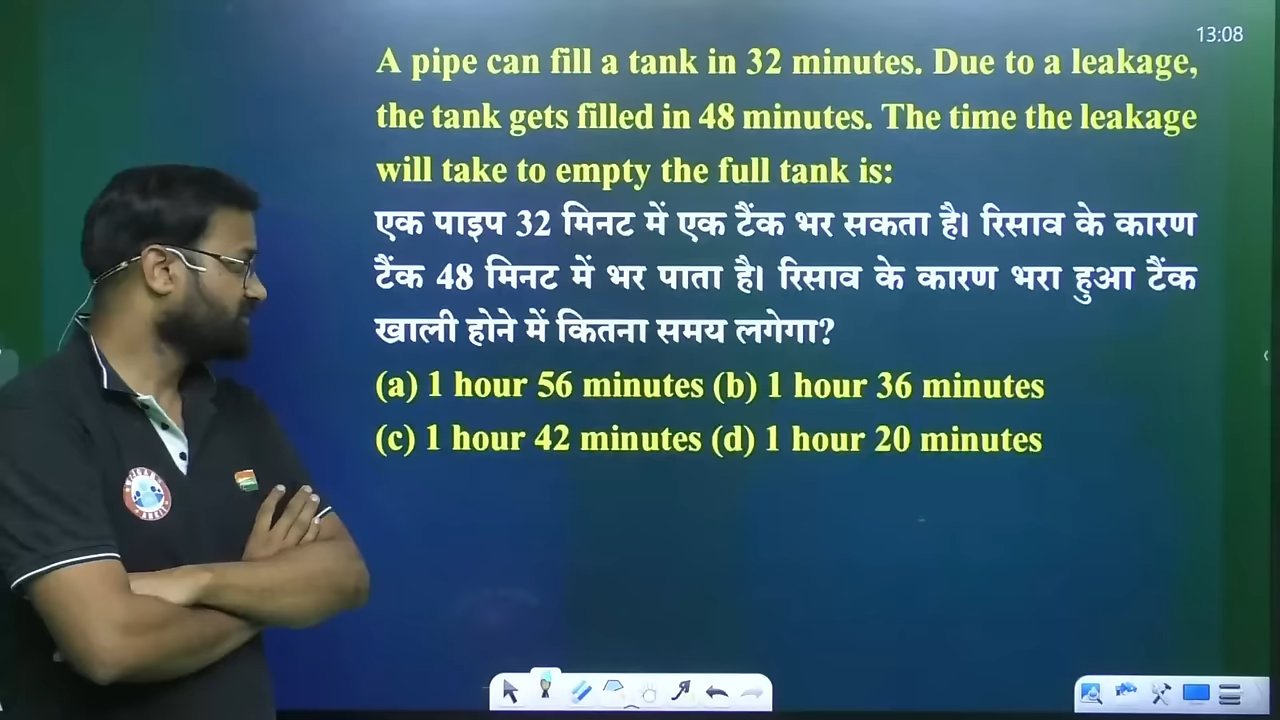 13:08
A pipe can fill a tank in 32 minutes. Due to a leakage,
the tank gets filled in 48 minutes. The time the leakage
will take to empty the full tank is:
एक पाइप 32 मिनट में एक टैंक भर सकता है। रिसाव के कारण
टैंक 48 मिनट में भर पाता है। रिसाव के कारण भरा हुआ टैंक
खाली होने में कितना समय लगेगा?
(a) 1 hour 56 minutes (b) 1 hour 36 minutes
(c) 1 hour 42 minutes (d) 1 hour 20 minutes